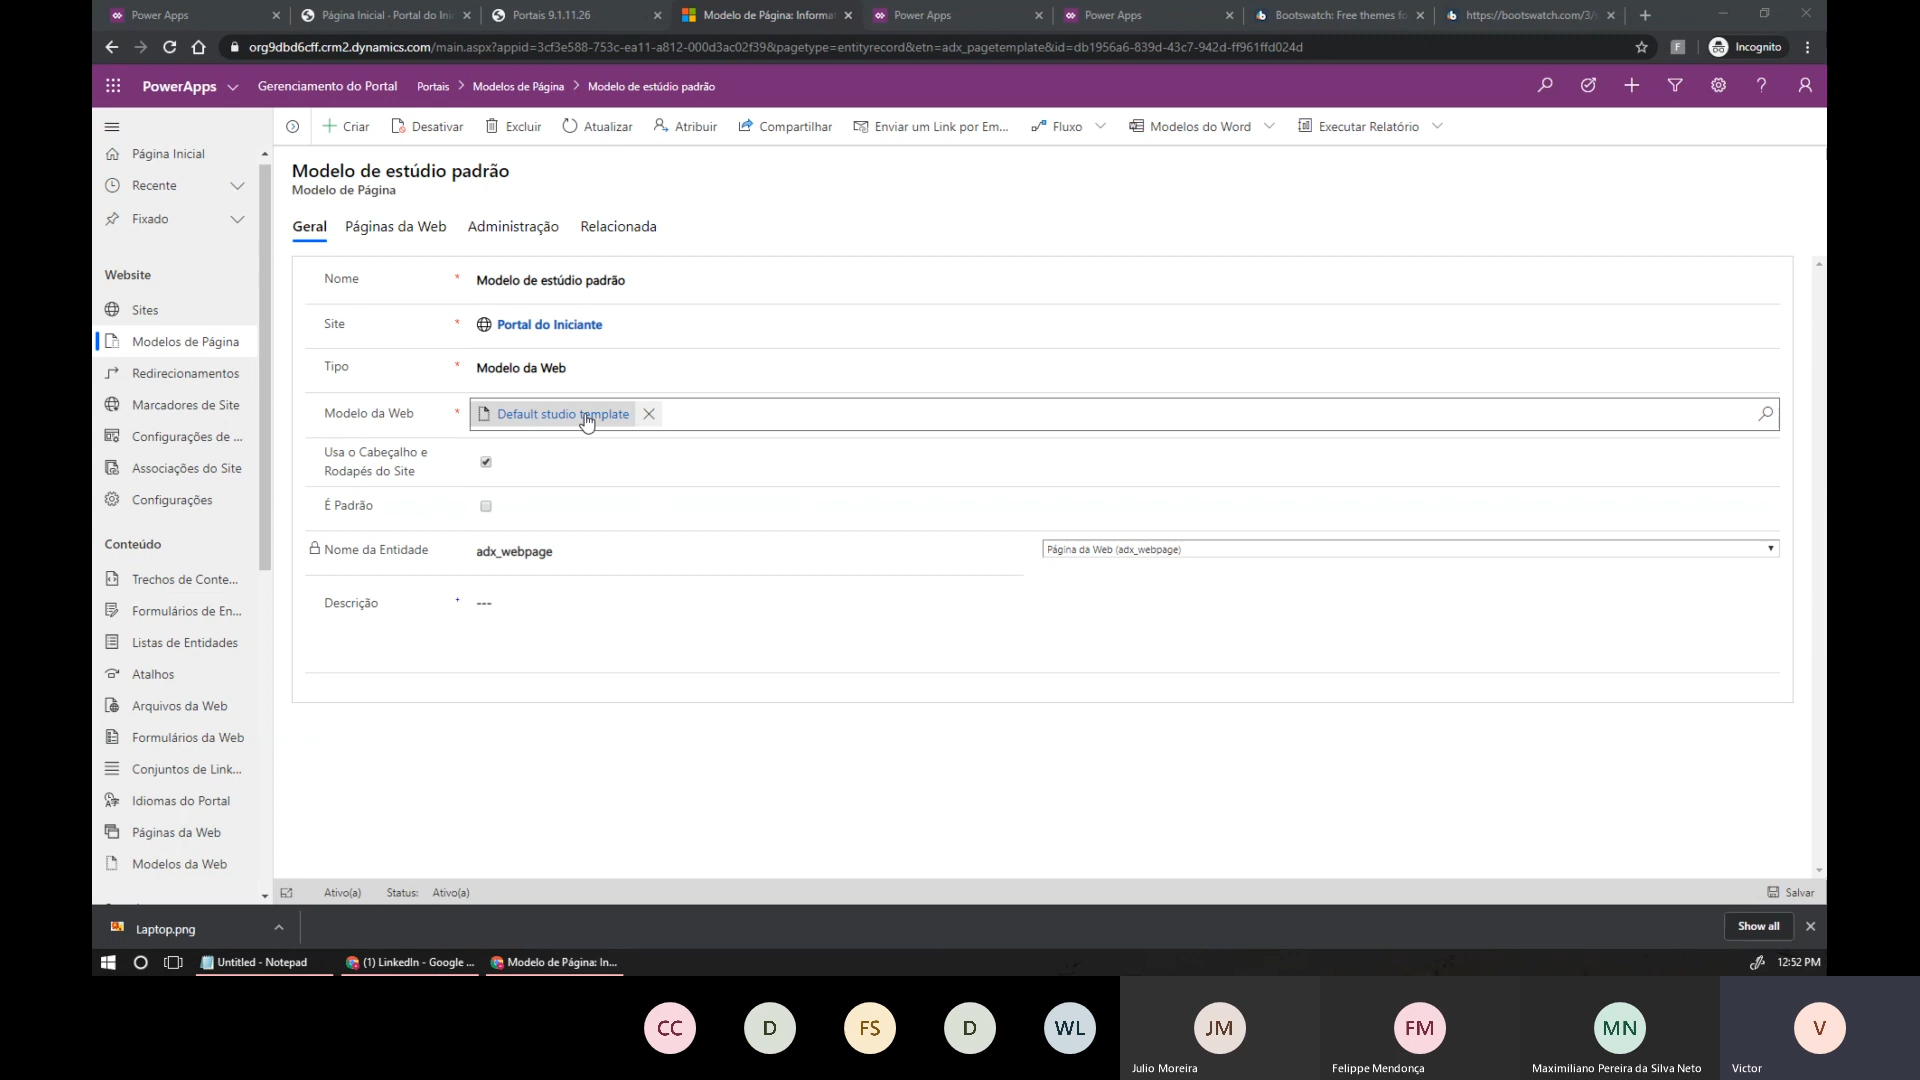 Power Apps
Página Inicial - Portal do Ini
Portais 9.1.11.26
Modelo de Página: Informa
Power Apps
Power Apps
Bootswatch: Free themes fo
https://bootswatch.com/3/
org9dbd6cff.crm2.dynamics.com/main.aspx?appid=3cf3e588-753c-ea11-a812-000d3ac02f39&pagetype=entityrecord&etn=adx_pagetemplate&id=db1956a6-839d-43c7-942d-ff961ffd024d
F
Incognito
PowerApps
Gerenciamento do Portal
Portais > Modelos de Página > Modelo de estúdio padrão
Criar
Desativar
Excluir
Atualizar
Atribuir
Compartilhar
Enviar um Link por Em...
Fluxo
Modelos do Word
Executar Relatório
Página Inicial
Recente
Fixado
Website
Sites
Modelos de Página
Redirecionamentos
Marcadores de Site
Configurações de ...
Associações do Site
Configurações
Conteúdo
Trechos de Conte...
Formulários de En...
Listas de Entidades
Atalhos
Arquivos da Web
Formulários da Web
Conjuntos de Link...
Idiomas do Portal
Páginas da Web
Modelos da Web
Modelo de estúdio padrão
Modelo de Página
Geral
Páginas da Web
Administração
Relacionada
Nome * Modelo de estúdio padrão
Site * Portal do Iniciante
Tipo * Modelo da Web
Modelo da Web * Default studio template
Usa o Cabeçalho e
Rodapés do Site
É Padrão
Nome da Entidade adx_webpage
Página da Web (adx_webpage)
Descrição + ---
Ativo(a)
Status: Ativo(a)
Salvar
Laptop.png
Show all
Untitled - Notepad
(1) LinkedIn - Google ...
Modelo de Página: In...
12:52 PM
CC
D
FS
D
WL
JM
Julio Moreira
FM
Felippe Mendonça
MN
Maximiliano Pereira da Silva Neto
V
Victor